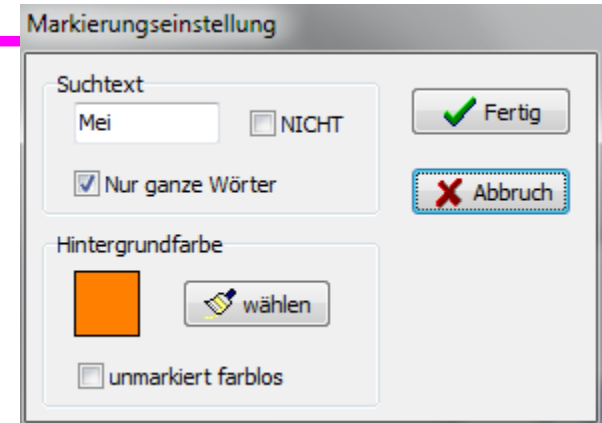 Markierungseinstellung
Suchtext
Mei
NICHT
Fertig
Nur ganze Wörter
Abbruch
Hintergrundfarbe
wählen
unmarkiert farblos